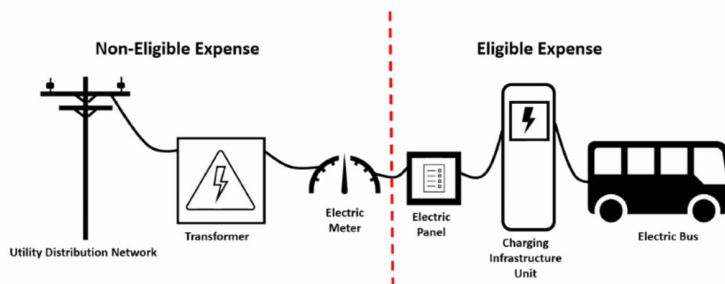 Non-Eligible Expense
Eligible Expense
Utility Distribution Network
Transformer
Electric
Meter
Electric
Panel
Charging
Infrastructure
Unit
Electric Bus